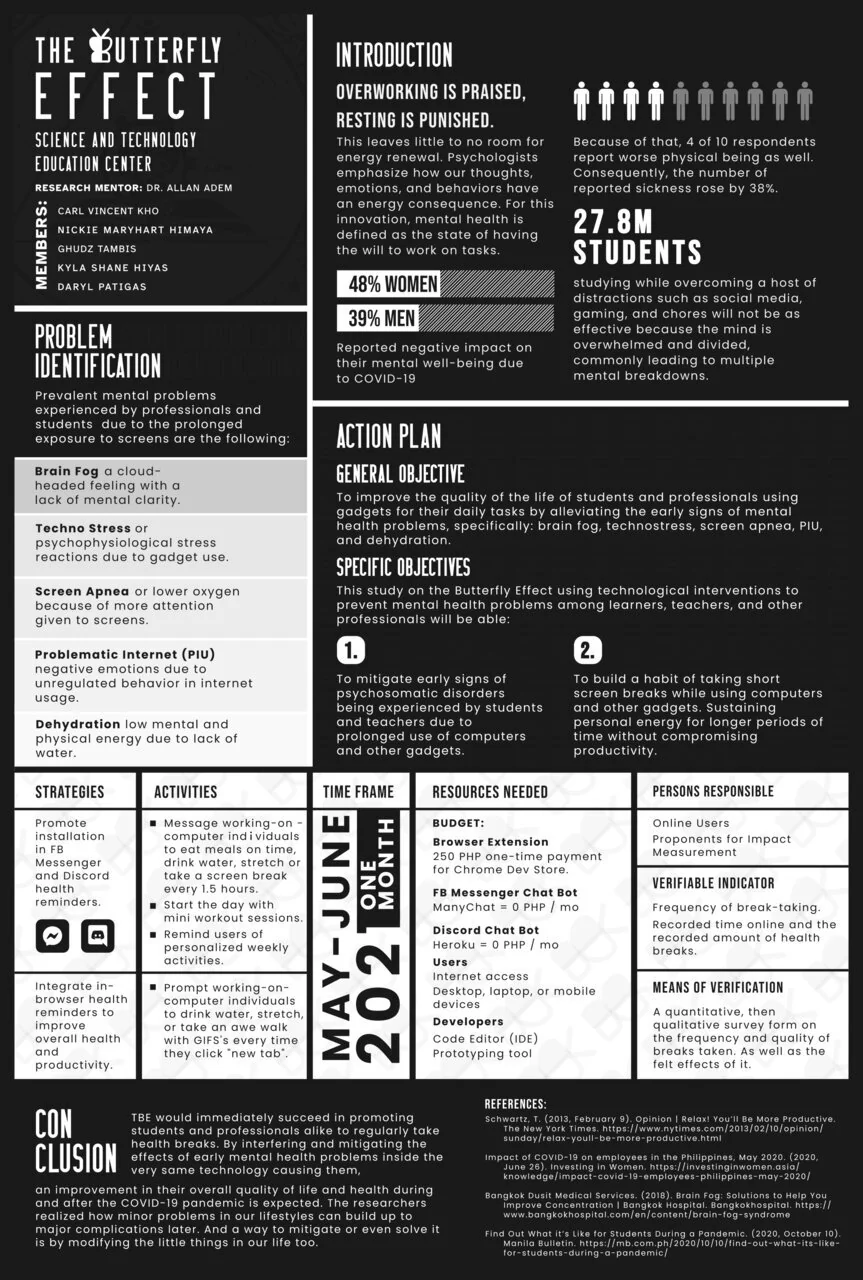 THE BUTTERFLY
EFFECT
SCIENCE AND TECHNOLOGY
EDUCATION CENTER
RESEARCH MENTOR: DR. ALLAN ADEM
MEMBERS:
CARL VINCENT KHO
NICKIE MARYHART HIMAYA
GHUDZ TAMBIS
KYLA SHANE HIYAS
DARYL PATIGAS
INTRODUCTION
OVERWORKING IS PRAISED,
RESTING IS PUNISHED.
This leaves little to no room for
energy renewal. Psychologists
emphasize how our thoughts,
emotions, and behaviors have
an energy consequence. For this
innovation, mental health is
defined as the state of having
the will to work on tasks.
48% WOMEN
39% MEN
Reported negative impact on
their mental well-being due
to COVID-19
Because of that, 4 of 10 respondents
report worse physical being as well.
Consequently, the number of
reported sickness rose by 38%.
27.8M
STUDENTS
studying while overcoming a host of
distractions such as social media,
gaming, and chores will not be as
effective because the mind is
overwhelmed and divided,
commonly leading to multiple
mental breakdowns.
PROBLEM
IDENTIFICATION
Prevalent mental problems
experienced by professionals and
students due to the prolonged
exposure to screens are the following:
Brain Fog a cloud-
headed feeling with a
lack of mental clarity.
Techno Stress or
psychophysiological stress
reactions due to gadget use.
Screen Apnea or lower oxygen
because of more attention
given to screens.
Problematic Internet (PIU)
negative emotions due to
unregulated behavior in internet
usage.
Dehydration low mental and
physical energy due to lack of
water.
ACTION PLAN
GENERAL OBJECTIVE
To improve the quality of the life of students and professionals using
gadgets for their daily tasks by alleviating the early signs of mental
health problems, specifically: brain fog, technostress, screen apnea, PIU,
and dehydration.
SPECIFIC OBJECTIVES
This study on the Butterfly Effect using technological interventions to
prevent mental health problems among learners, teachers, and other
professionals will be able:
1.
To mitigate early signs of
psychosomatic disorders
being experienced by students
and teachers due to
prolonged use of computers
and other gadgets.
2.
To build a habit of taking short
screen breaks while using computers
and other gadgets. Sustaining
personal energy for longer periods of
time without compromising
productivity.
STRATEGIES
Promote
installation
in FB
Messenger
and Discord
health
reminders.
Integrate in-
browser health
reminders to
improve
overall health
and
productivity.
ACTIVITIES
■ Message working-on -
computer individuals
to eat meals on time,
drink water, stretch or
take a screen break
every 1.5 hours.
■ Start the day with
mini workout sessions.
■ Remind users of
personalized weekly
activities.
■ Prompt working-on-
computer individuals
to drink water, stretch,
or take an awe walk
with GIFS's every time
they click "new tab".
TIME FRAME
MAY-JUNE
2021
ONE
MONTH
RESOURCES NEEDED
BUDGET:
Browser Extension
250 PHP one-time payment
for Chrome Dev Store.
FB Messenger Chat Bot
ManyChat = 0 PHP / mo
Discord Chat Bot
Heroku = 0 PHP / mo
Users
Internet access
Desktop, laptop, or mobile
devices
Developers
Code Editor (IDE)
Prototyping tool
PERSONS RESPONSIBLE
Online Users
Proponents for Impact
Measurement
VERIFIABLE INDICATOR
Frequency of break-taking.
Recorded time online and the
recorded amount of health
breaks.
MEANS OF VERIFICATION
A quantitative, then
qualitative survey form on
the frequency and quality of
breaks taken. As well as the
felt effects of it.
CON
CLUSION
TBE would immediately succeed in promoting
students and professionals alike to regularly take
health breaks. By interfering and mitigating the
effects of early mental health problems inside the
very same technology causing them,
an improvement in their overall quality of life and health during
and after the COVID-19 pandemic is expected. The researchers
realized how minor problems in our lifestyles can build up to
major complications later. And a way to mitigate or even solve it
is by modifying the little things in our life too.
REFERENCES:
Schwartz, T. (2013, February 9). Opinion | Relax! You'll Be More Productive.
The New York Times. https://www.nytimes.com/2013/02/10/opinion/
sunday/relax-youll-be-more-productive.html
Impact of COVID-19 on employees in the Philippines, May 2020. (2020,
June 26). Investing in Women. https://investinginwomen.asia/
knowledge/impact-covid-19-employees-philippines-may-2020/
Bangkok Dusit Medical Services. (2018). Brain Fog: Solutions to Help You
Improve Concentration | Bangkok Hospital. Bangkokhospital. https://
www.bangkokhospital.com/en/content/brain-fog-syndrome
Find Out What it's Like for Students During a Pandemic. (2020, October 10).
Manila Bulletin. https://mb.com.ph/2020/10/10/find-out-what-its-like-
for-students-during-a-pandemic/